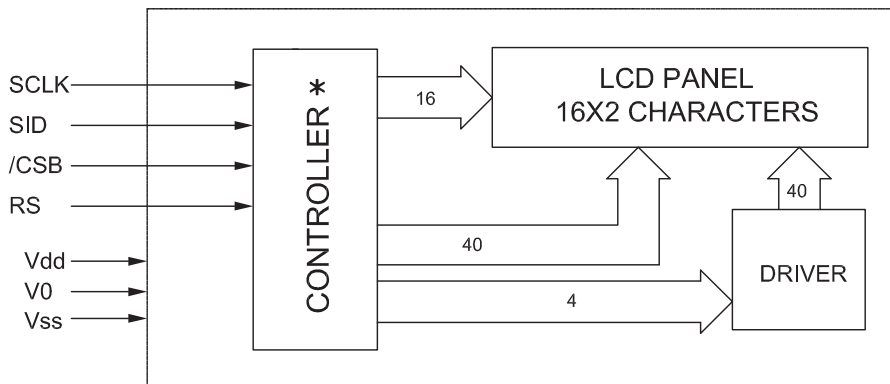 SCLK
SID
/CSB
RS
Vdd
V0
Vss
CONTROLLER *
16
40
4
LCD PANEL
16X2 CHARACTERS
40
DRIVER